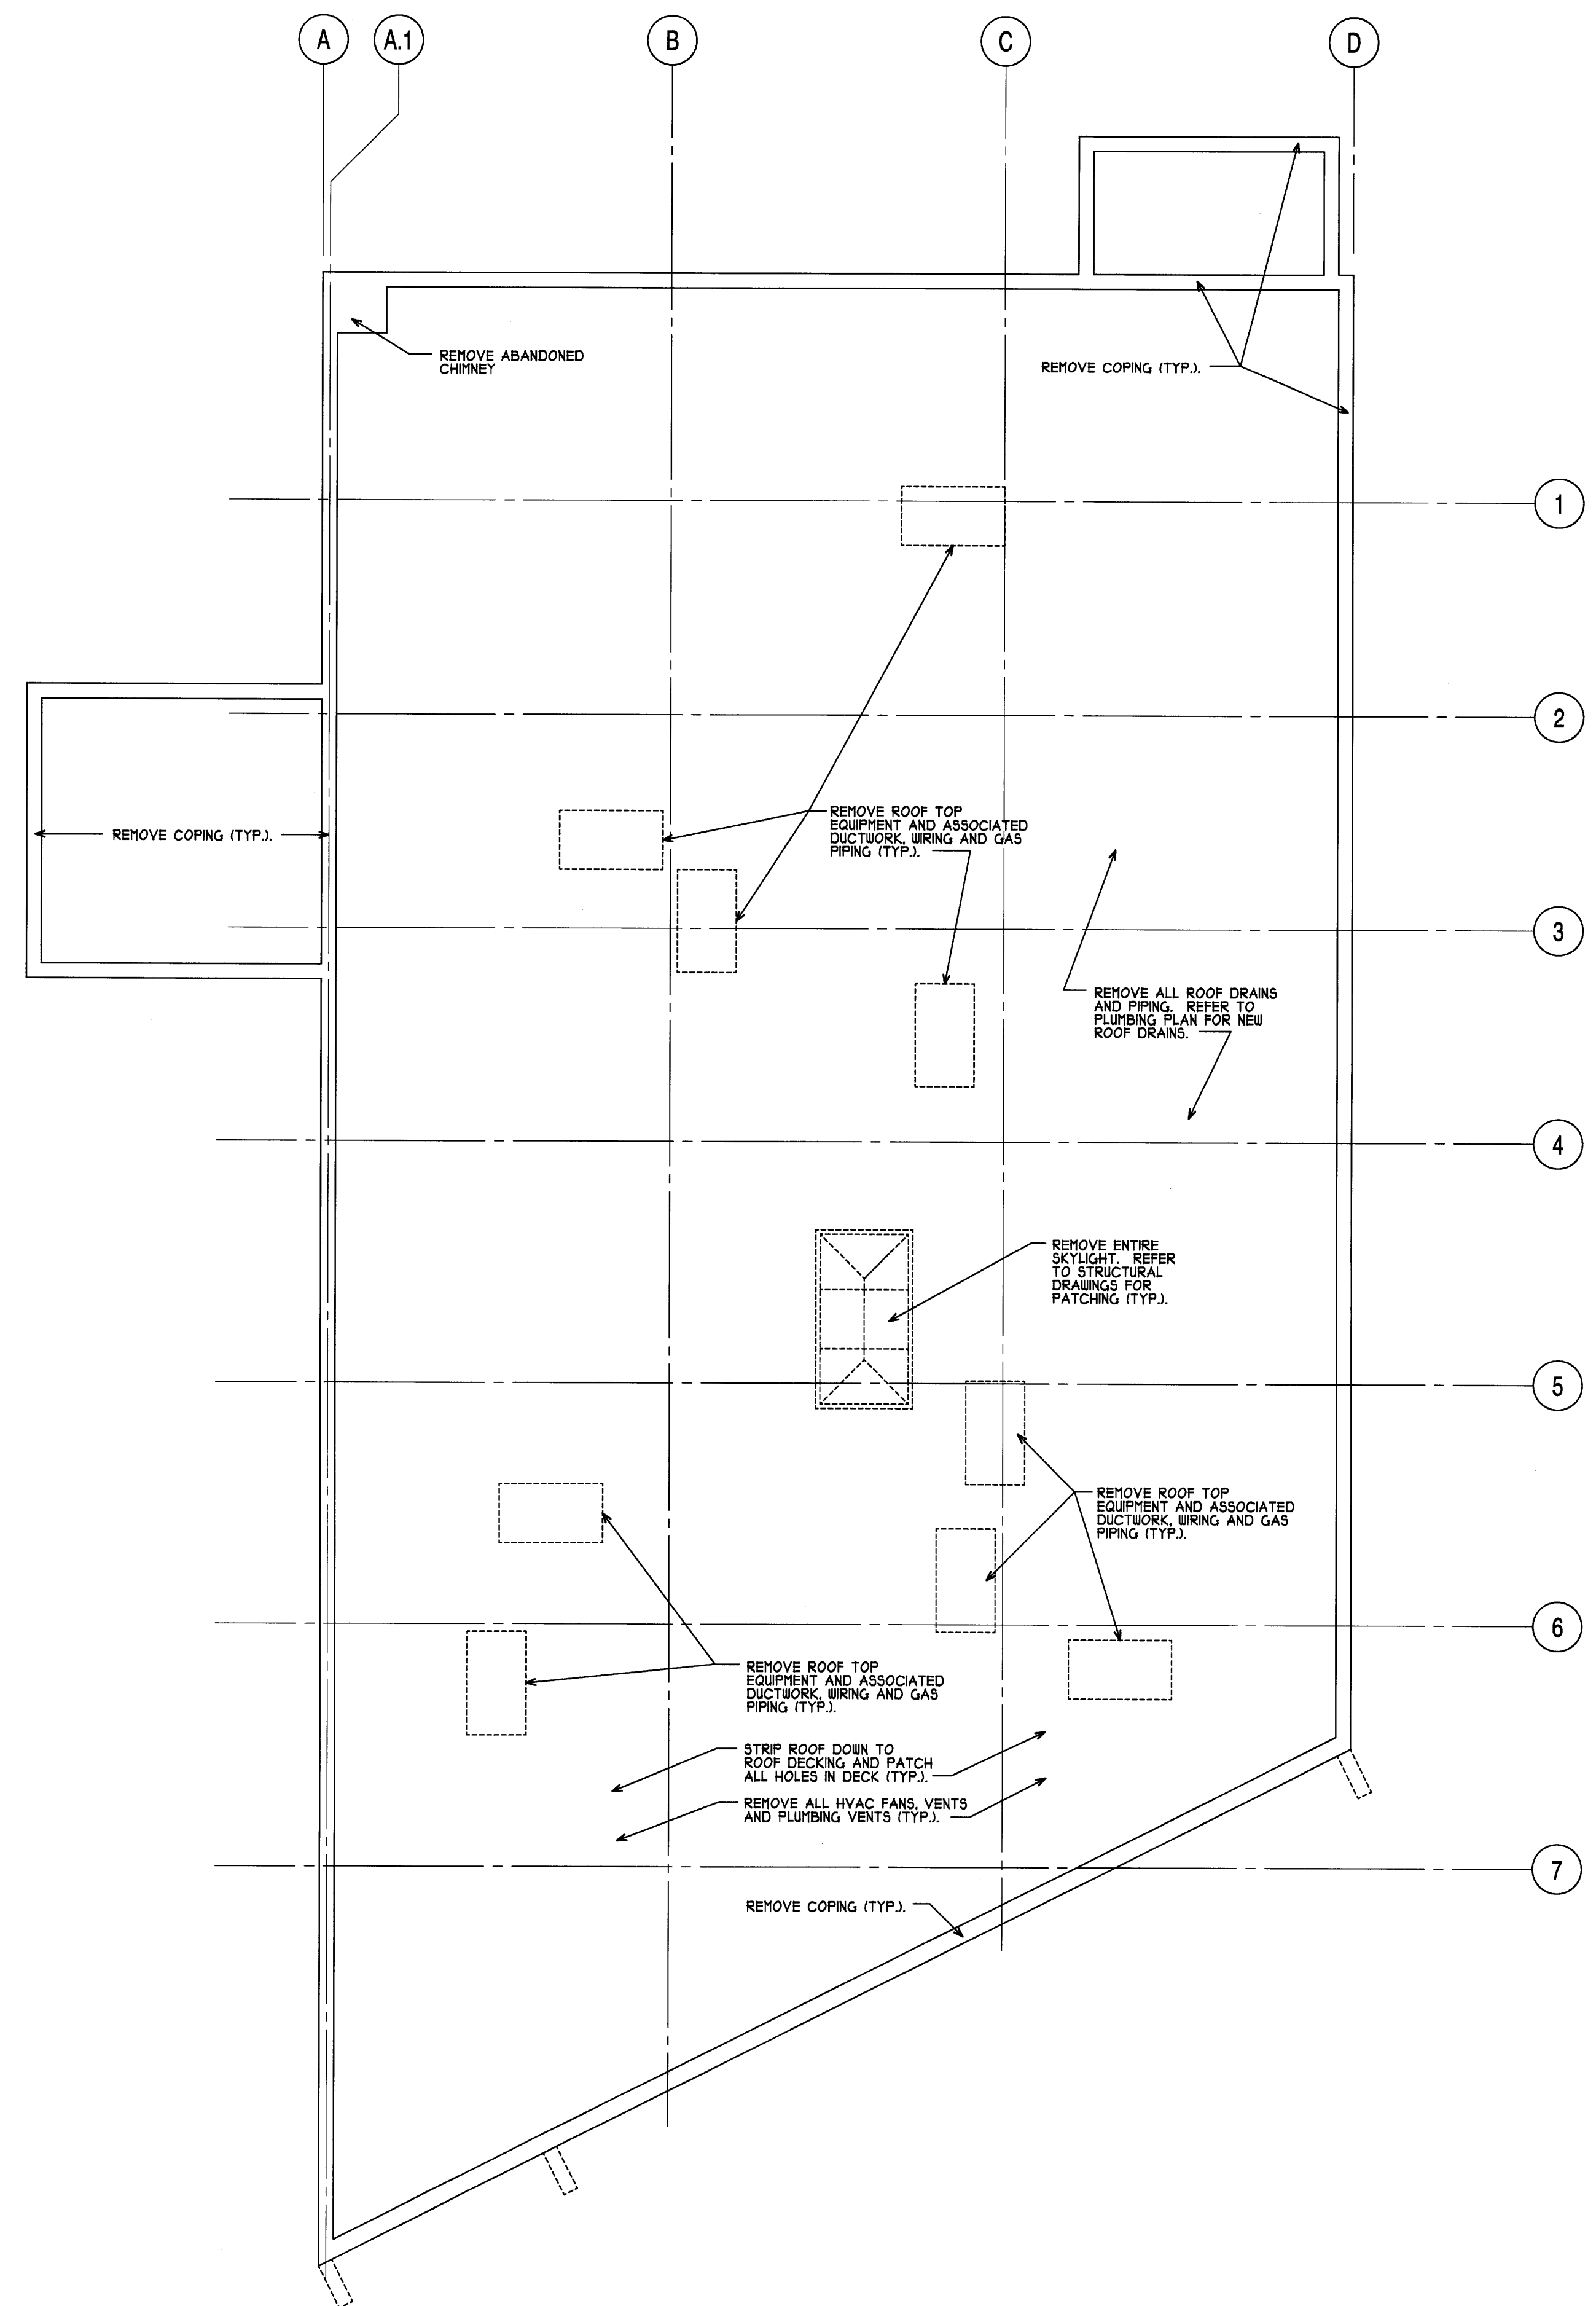 A
A.1
B
C
D
REMOVE ABANDONED
CHIMNEY
REMOVE COPING (TYP.).
1
2
REMOVE COPING (TYP.).
REMOVE ROOF TOP
EQUIPMENT AND ASSOCIATED
DUCTWORK, WIRING AND GAS
PIPING (TYP.).
3
REMOVE ALL ROOF DRAINS
AND PIPING. REFER TO
PLUMBING PLAN FOR NEW
ROOF DRAINS.
4
REMOVE ENTIRE
SKYLIGHT. REFER
TO STRUCTURAL
DRAWINGS FOR
PATCHING (TYP.).
5
REMOVE ROOF TOP
EQUIPMENT AND ASSOCIATED
DUCTWORK, WIRING AND GAS
PIPING (TYP.).
6
REMOVE ROOF TOP
EQUIPMENT AND ASSOCIATED
DUCTWORK, WIRING AND GAS
PIPING (TYP.).
STRIP ROOF DOWN TO
ROOF DECKING AND PATCH
ALL HOLES IN DECK (TYP.).
REMOVE ALL HVAC FANS, VENTS
AND PLUMBING VENTS (TYP.).
7
REMOVE COPING (TYP.).